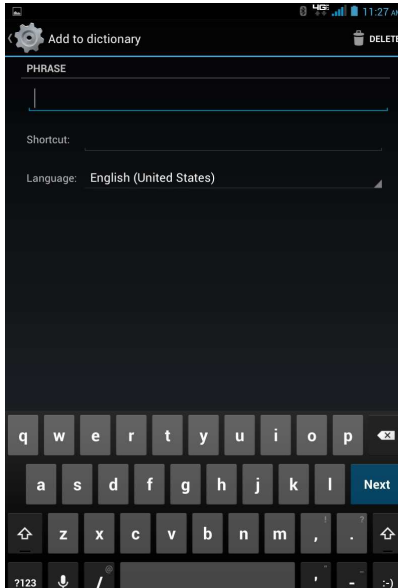 4G 11:27 AM
Add to dictionary DELETE
PHRASE
Shortcut:
Language: English (United States)
q w e r t y u i o p
a s d f g h j k l Next
! ?
z x c v b n m , .
@ " _
?123 / ' - :-)